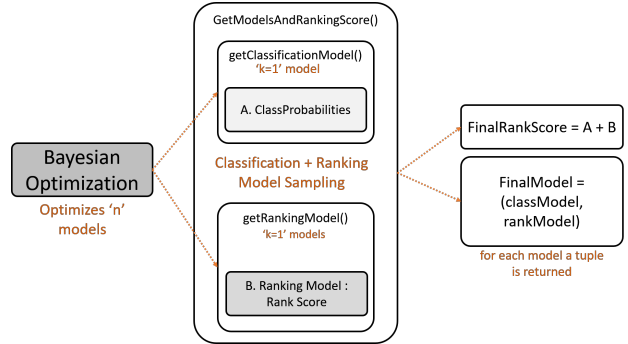 GetModelsAndRankingScore()
getClassificationModel()
‘k=1’ model
A. ClassProbabilities
Bayesian
Optimization
Optimizes ‘n’
models
Classification + Ranking
Model Sampling
getRankingModel()
‘k=1’ models
B. Ranking Model :
Rank Score
FinalRankScore = A + B
FinalModel =
(classModel,
rankModel)
for each model a tuple
is returned